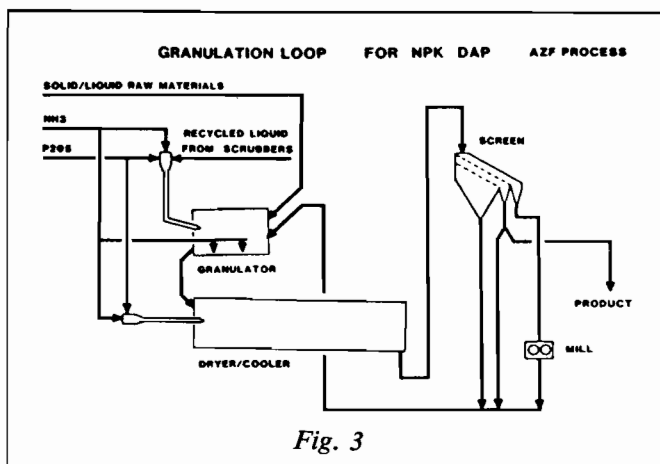 GRANULATION LOOP FOR NPK DAP AZF PROCESS
SOLID/LIQUID RAW MATERIALS
NH3
RECYCLED LIQUID
P205
FROM SCRUBBERS
SCREEN
GRANULATOR
PRODUCT
MILL
DRYER/COOLER
Fig. 3